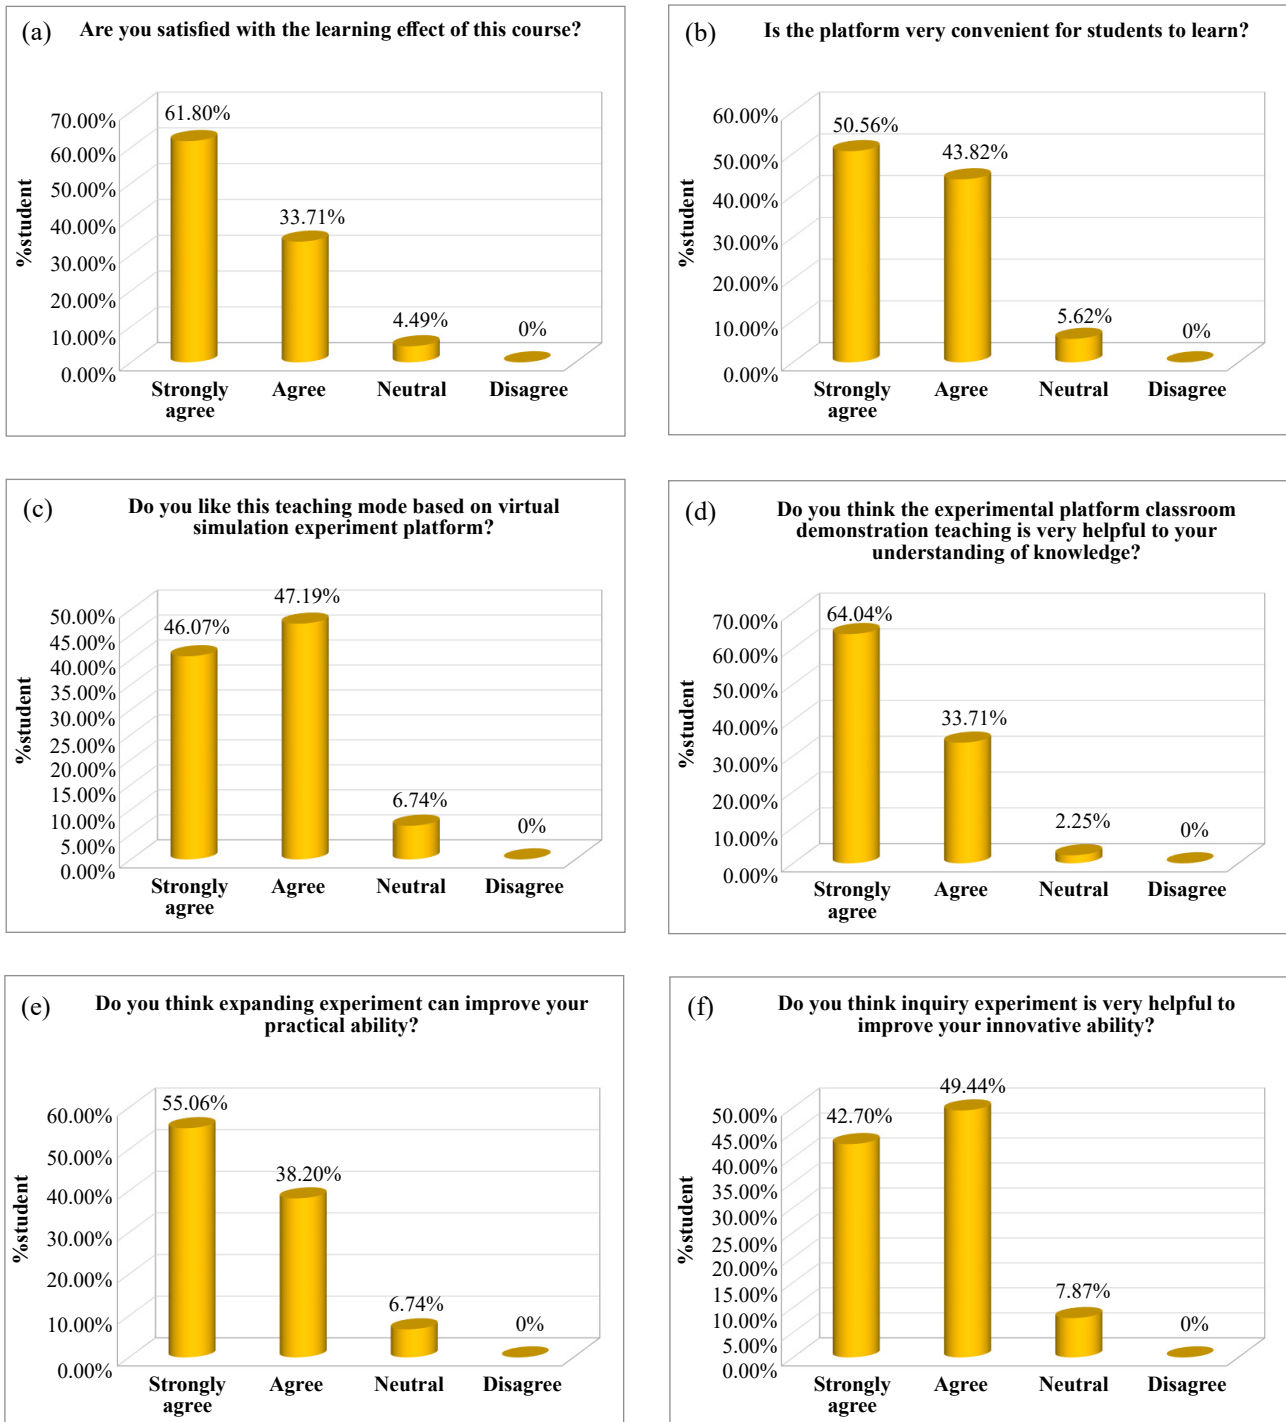 (a) Are you satisfied with the learning effect of this course?
%student
70.00%
60.00%
50.00%
40.00%
30.00%
20.00%
10.00%
0.00%
61.80%
33.71%
4.49%
0%
Strongly agree
Agree
Neutral
Disagree
(b) Is the platform very convenient for students to learn?
%student
60.00%
50.00%
40.00%
30.00%
20.00%
10.00%
0.00%
50.56%
43.82%
5.62%
0%
Strongly agree
Agree
Neutral
Disagree
(c) Do you like this teaching mode based on virtual
simulation experiment platform?
%student
50.00%
45.00%
40.00%
35.00%
30.00%
25.00%
20.00%
15.00%
10.00%
5.00%
0.00%
46.07%
47.19%
6.74%
0%
Strongly agree
Agree
Neutral
Disagree
(d) Do you think the experimental platform classroom
demonstration teaching is very helpful to your
understanding of knowledge?
%student
70.00%
60.00%
50.00%
40.00%
30.00%
20.00%
10.00%
0.00%
64.04%
33.71%
2.25%
0%
Strongly agree
Agree
Neutral
Disagree
(e) Do you think expanding experiment can improve your
practical ability?
%student
60.00%
50.00%
40.00%
30.00%
20.00%
10.00%
0.00%
55.06%
38.20%
6.74%
0%
Strongly agree
Agree
Neutral
Disagree
(f) Do you think inquiry experiment is very helpful to
improve your innovative ability?
%student
50.00%
45.00%
40.00%
35.00%
30.00%
25.00%
20.00%
15.00%
10.00%
5.00%
0.00%
42.70%
49.44%
7.87%
0%
Strongly agree
Agree
Neutral
Disagree